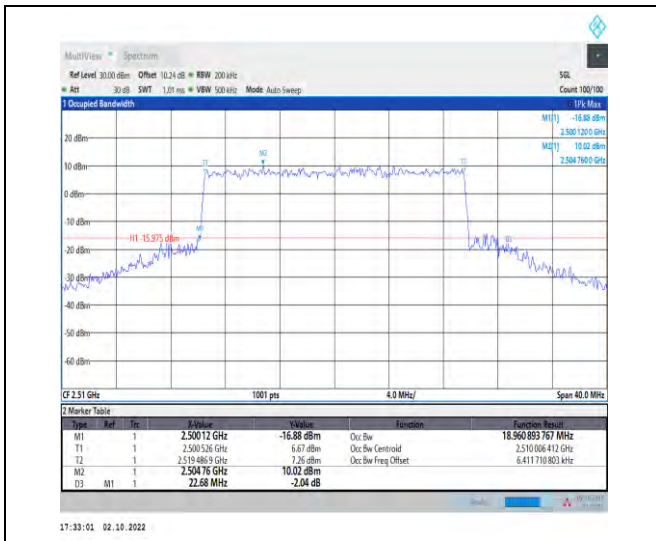 MultiView Spectrum
Ref Level 30.00 dBm Offset 10.24 dB RBW 200 kHz SGL
Att 30 dB SWT 1.01 ms VBW 500 kHz Mode Auto Sweep Count 100/100
1 Occupied Bandwidth 1Pk Max
M1[1] -16.88 dBm
2.500 120 0 GHz
M2[1] 10.02 dBm
2.504 760 0 GHz
20 dBm
M2
T1 T2
10 dBm
0 dBm
-10 dBm
M1
H1 -15.975 dBm
D3
-20 dBm
-30 dBm
-40 dBm
-50 dBm
-60 dBm
CF 2.51 GHz 1001 pts 4.0 MHz/ Span 40.0 MHz
2 Marker Table
Type Ref Trc X-Value Y-Value Function Function Result
M1 1 2.50012 GHz -16.88 dBm Occ Bw 18.960 893 767 MHz
T1 1 2.500 526 GHz 6.67 dBm Occ Bw Centroid 2.510 006 412 GHz
T2 1 2.519 486 9 GHz 7.26 dBm Occ Bw Freq Offset 6.411 710 803 kHz
M2 1 2.504 76 GHz 10.02 dBm
D3 M1 1 22.68 MHz -2.04 dB
17:33:01 02.10.2022